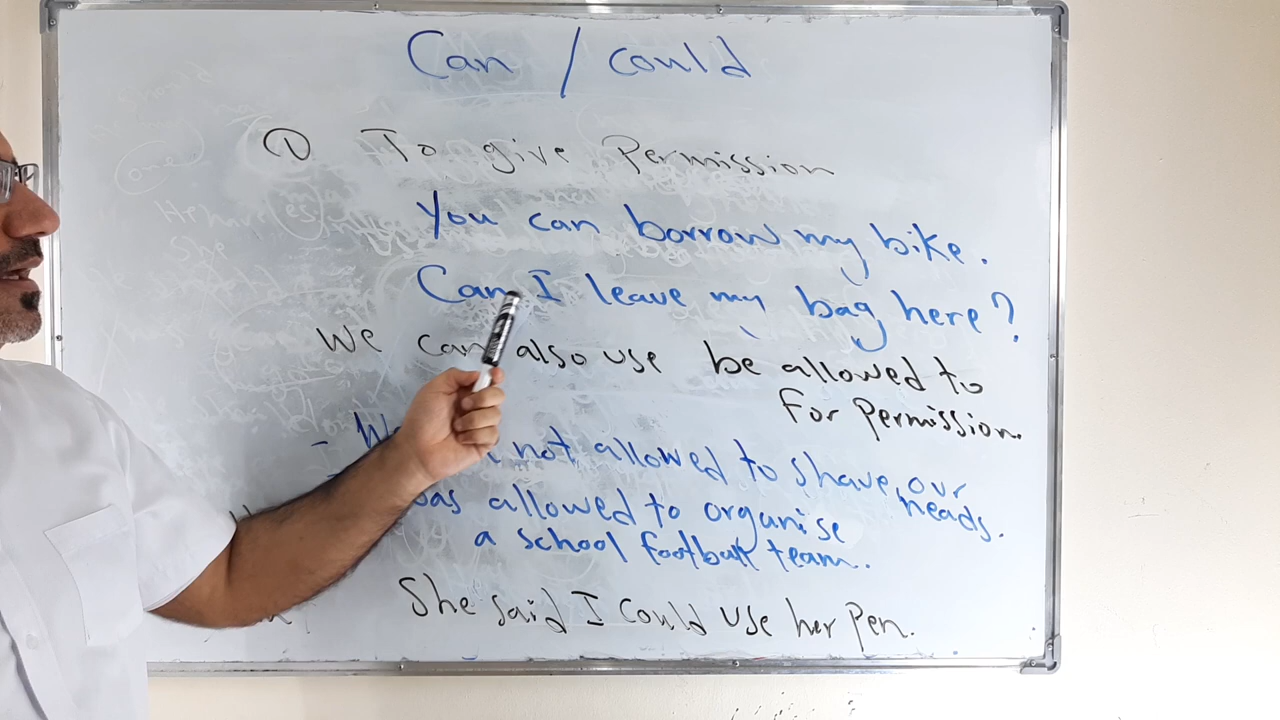 Can / could
① To give Permission
You can borrow my bike.
Can I leave my bag here?
We can also use be allowed to
for permission.
- not allowed to shave our
heads.
allowed to organise
a school football team.
She said I could use her pen.